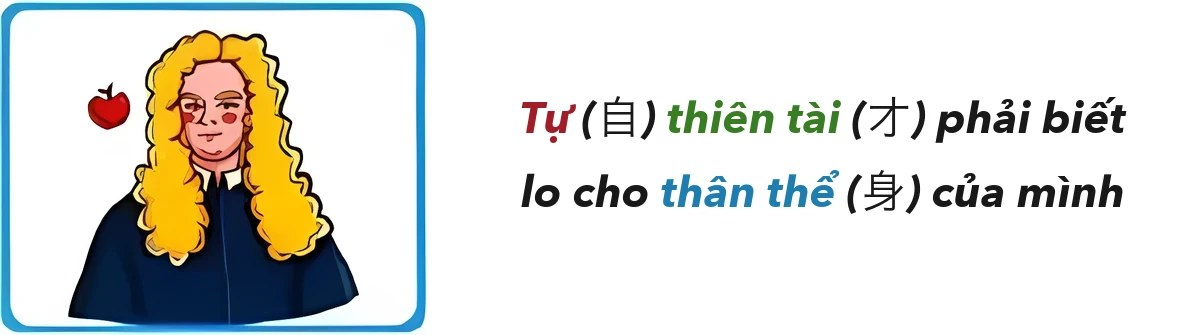 Tự (自) thiên tài (才) phải biết
lo cho thân thể (身) của mình